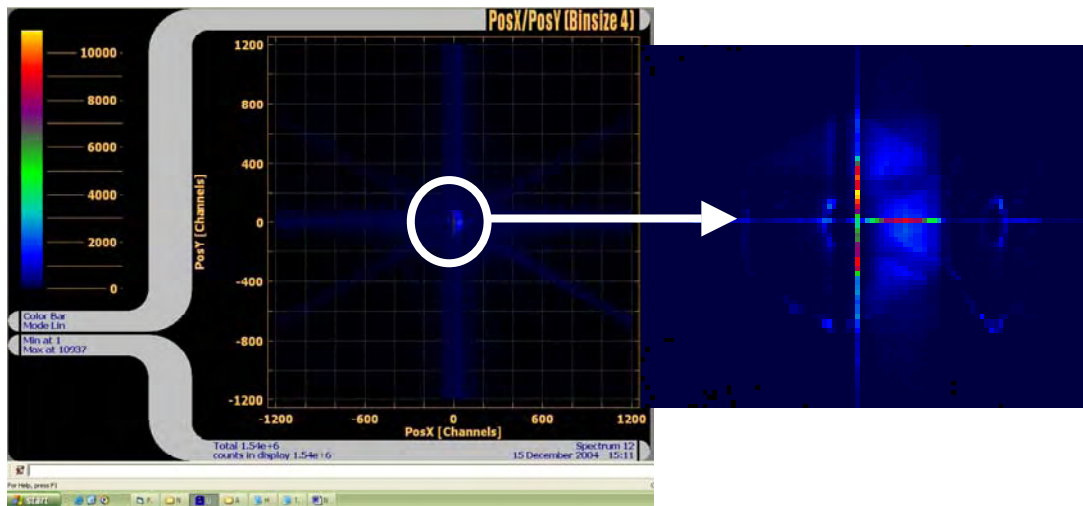 PosX/PosY (Binsize 4)
10000
8000
6000
4000
2000
0
1200
800
400
0
-400
-800
-1200
PosY [Channels]
-1200
-600
0
600
1200
PosX [Channels]
Color Bar
Mode Lin
Min at 1
Max at 10937
Total 1.54e+6
counts in display 1.54e+6
Spectrum 12
15 December 2004 15:11
For Help, press F1
start